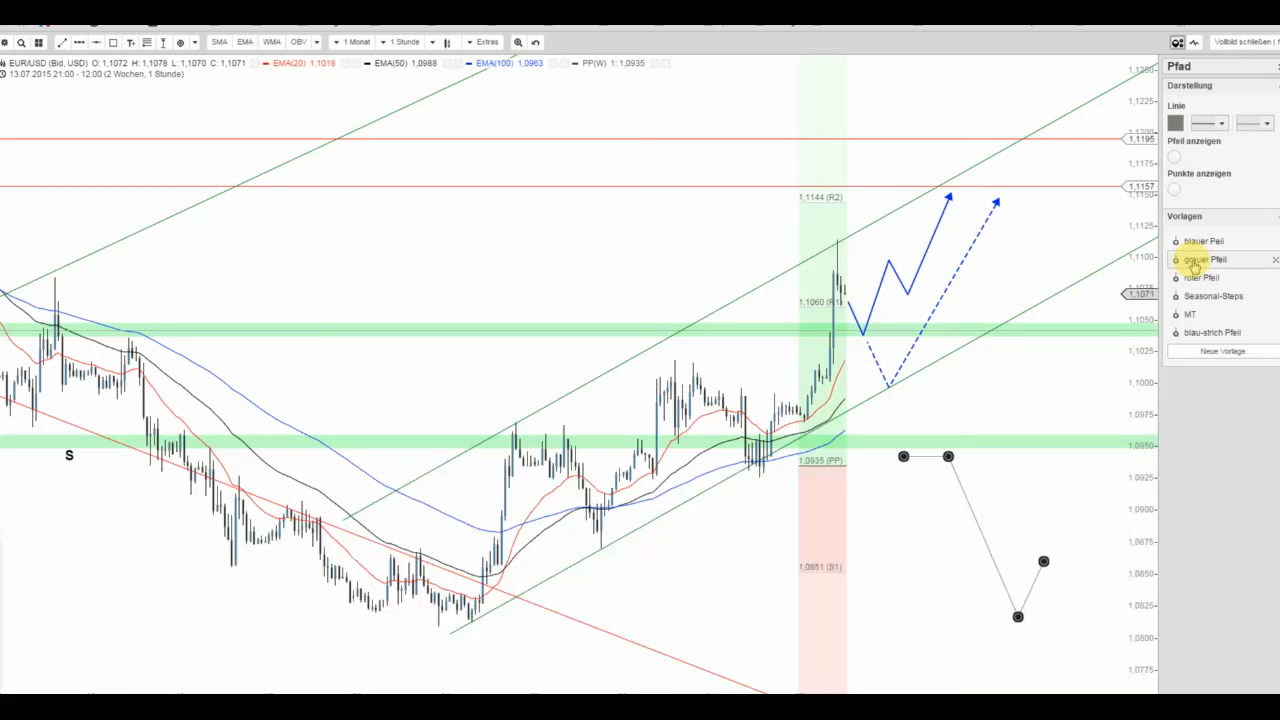 SMA EMA WMA OBV 1 Monat 1 Stunde Extras Vollbild schließen (
EUR/USD (Bid, USD) O: 1,1072 H: 1,1078 L: 1,1070 C: 1,1071 EMA(20) 1,1018 EMA(50) 1,0988 EMA(100) 1,0963 PP(W) 1: 1,0935
13.07.2015 21:00 - 12:00 (2 Wochen, 1 Stunde)
Pfad
Darstellung
Linie
Pfeil anzeigen
Punkte anzeigen
Vorlagen
blauer Peil
grauer Pfeil
roter Pfeil
Seasonal-Steps
MT
blau-strich Pfeil
Neue Vorlage...
1,1250
1,1225
1,1200
1,1195
1,1175
1,1157
1,1150
1,1125
1,1100
1,1075
1,1071
1,1050
1,1025
1,1000
1,0975
1,0950
1,0925
1,0900
1,0875
1,0850
1,0825
1,0800
1,0775
1,1144 (R2)
1,1060 (R1)
1,0935 (PP)
1,0851 (S1)
S